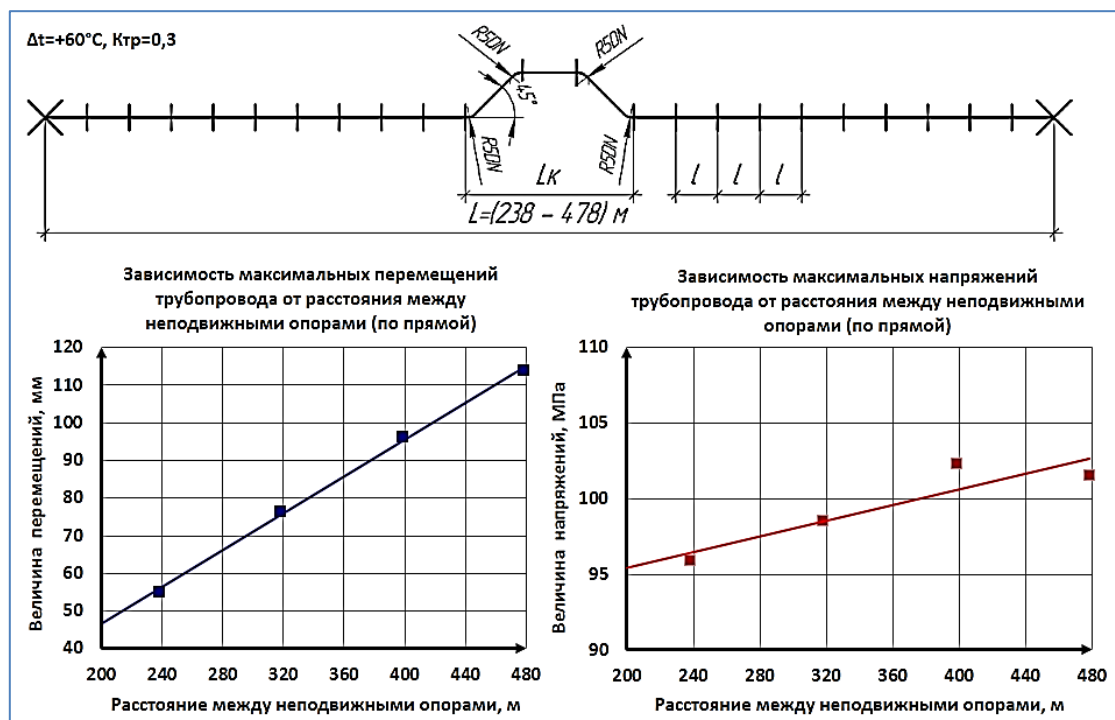 Δt=+60°C, Ктр=0,3
R5DN
R5DN
45°
R5DN
R5DN
Lк
l
l
l
L=(238 – 478) м
Зависимость максимальных перемещений
трубопровода от расстояния между
неподвижными опорами (по прямой)
120
110
100
90
80
70
60
50
40
Величина перемещений, мм
200
240
280
320
360
400
440
480
Расстояние между неподвижными опорами, м
Зависимость максимальных напряжений
трубопровода от расстояния между неподвижными
опорами (по прямой)
110
105
100
95
90
Величина напряжений, МПа
200
240
280
320
360
400
440
480
Расстояние между неподвижными опорами, м